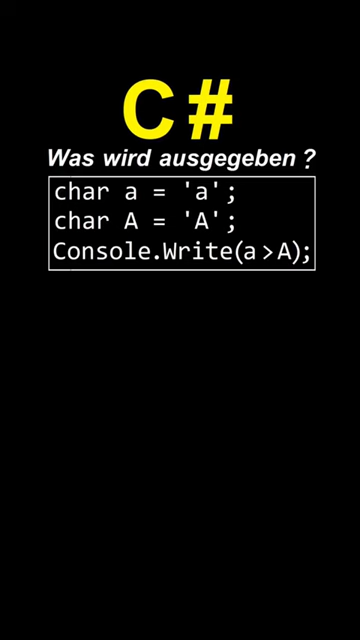 C#
Was wird ausgegeben ?
char a = 'a';
char A = 'A';
Console.Write(a>A);